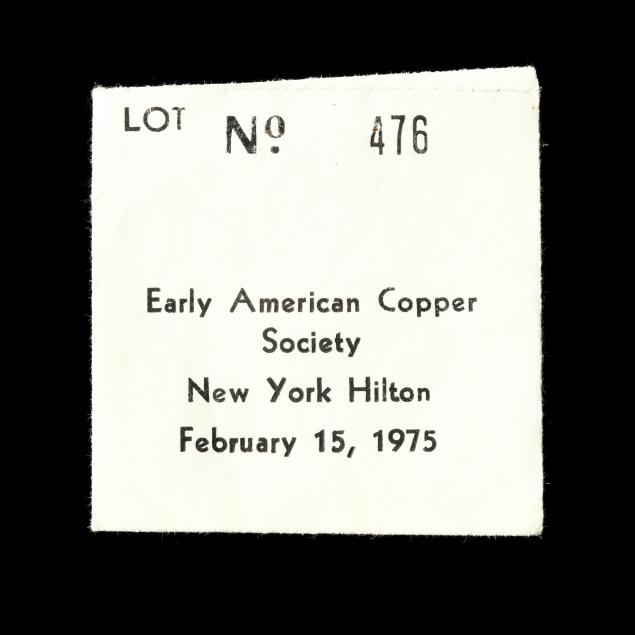 LOT Nº 476
Early American Copper
Society
New York Hilton
February 15, 1975